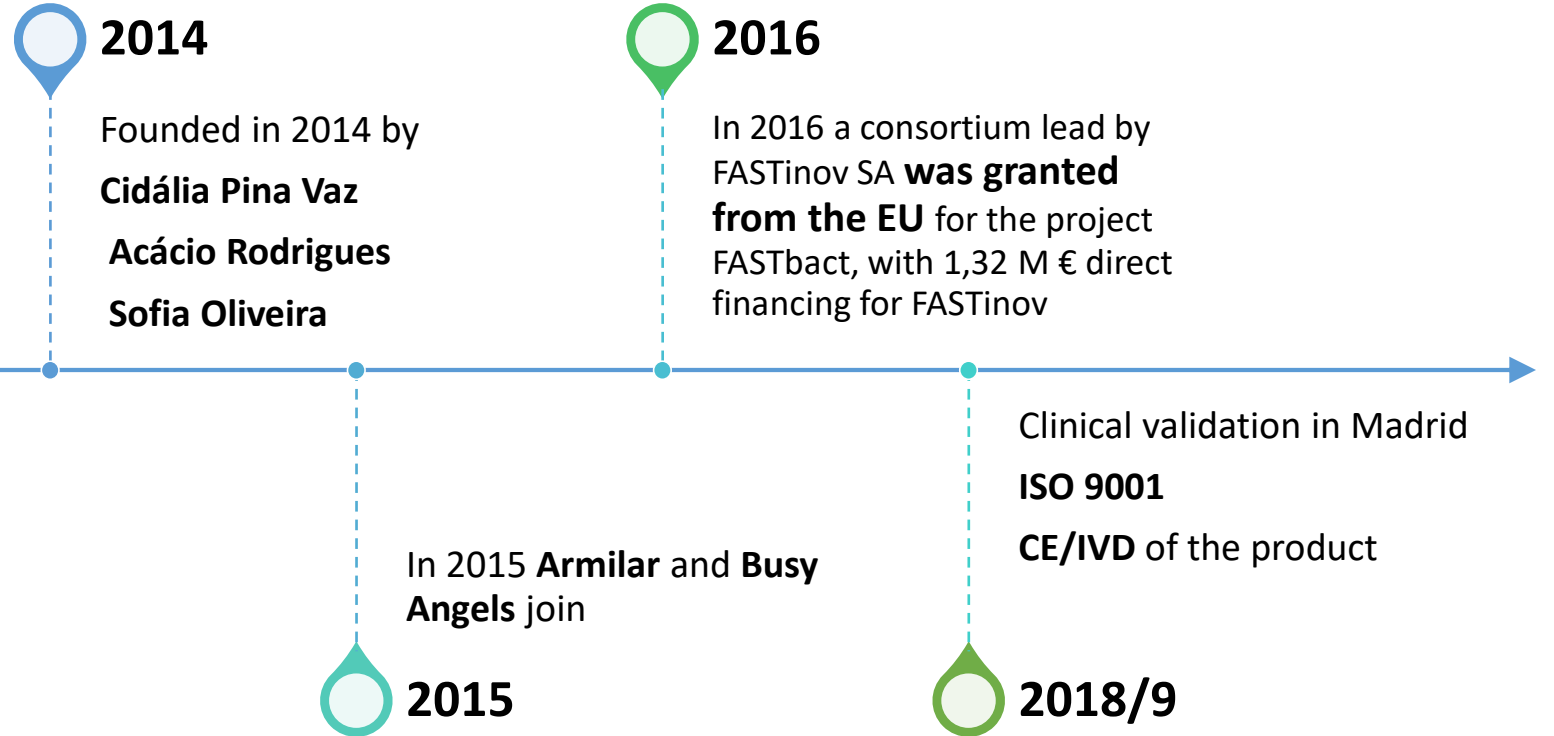 2014
Founded in 2014 by
Cidália Pina Vaz
Acácio Rodrigues
Sofia Oliveira
In 2015 Armilar and Busy
Angels join
2015
2016
In 2016 a consortium lead by
FASTinov SA was granted
from the EU for the project
FASTbact, with 1,32 M € direct
financing for FASTinov
Clinical validation in Madrid
ISO 9001
CE/IVD of the product
2018/9